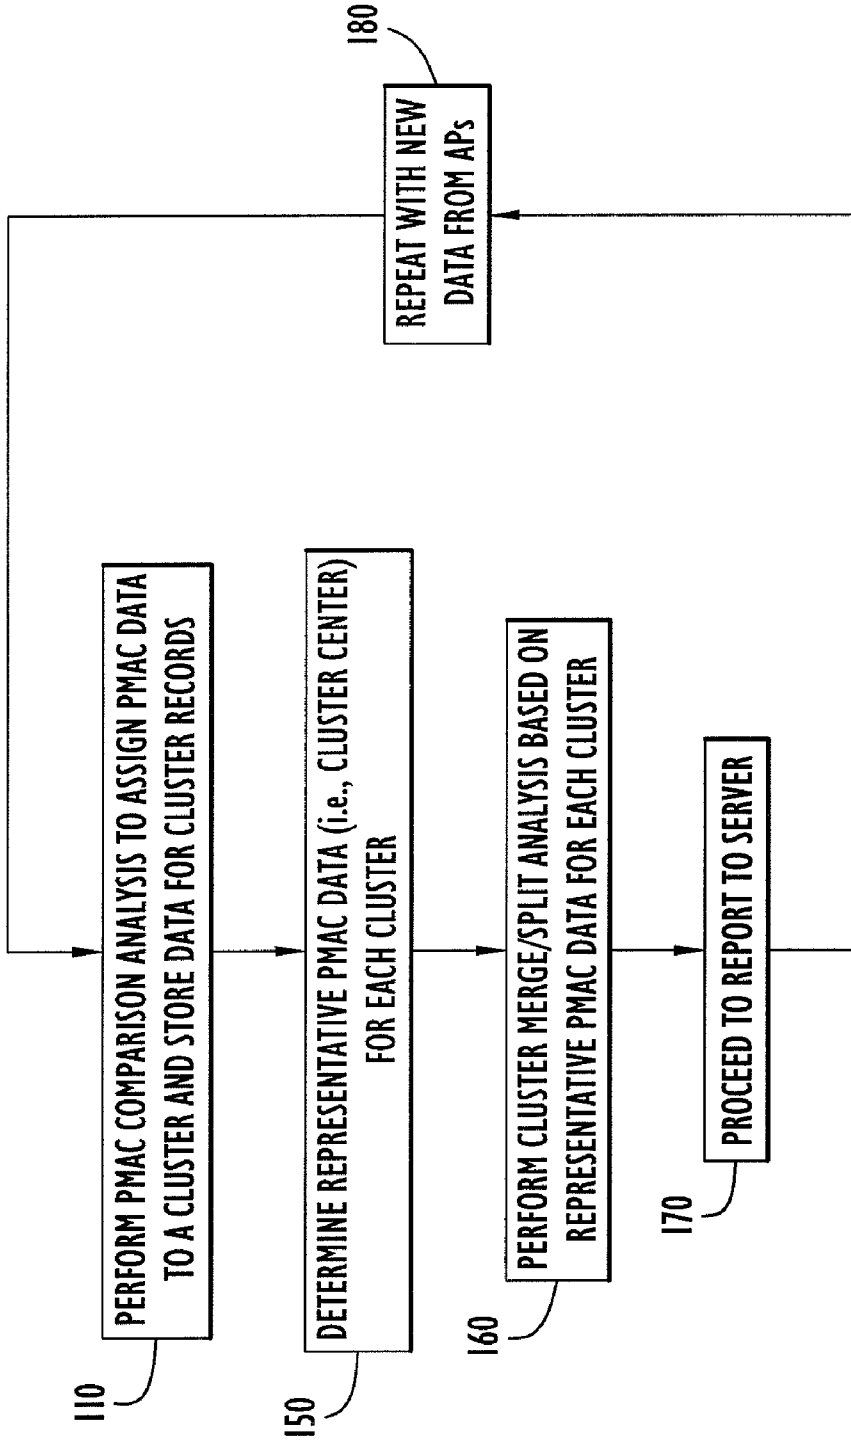 110
PERFORM PMAC COMPARISON ANALYSIS TO ASSIGN PMAC DATA
TO A CLUSTER AND STORE DATA FOR CLUSTER RECORDS
150
DETERMINE REPRESENTATIVE PMAC DATA (i.e., CLUSTER CENTER)
FOR EACH CLUSTER
160
PERFORM CLUSTER MERGE/SPLIT ANALYSIS BASED ON
REPRESENTATIVE PMAC DATA FOR EACH CLUSTER
170
PROCEED TO REPORT TO SERVER
180
REPEAT WITH NEW
DATA FROM APs